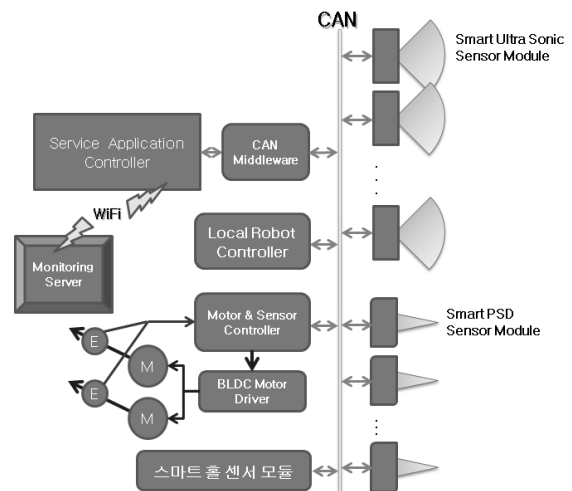 CAN
Smart Ultra Sonic
Sensor Module
Service Application
Controller
CAN
Middleware
WiFi
Monitoring
Server
Local Robot
Controller
Motor & Sensor
Controller
Smart PSD
Sensor Module
E
M
E
M
BLDC Motor
Driver
스마트 홀 센서 모듈